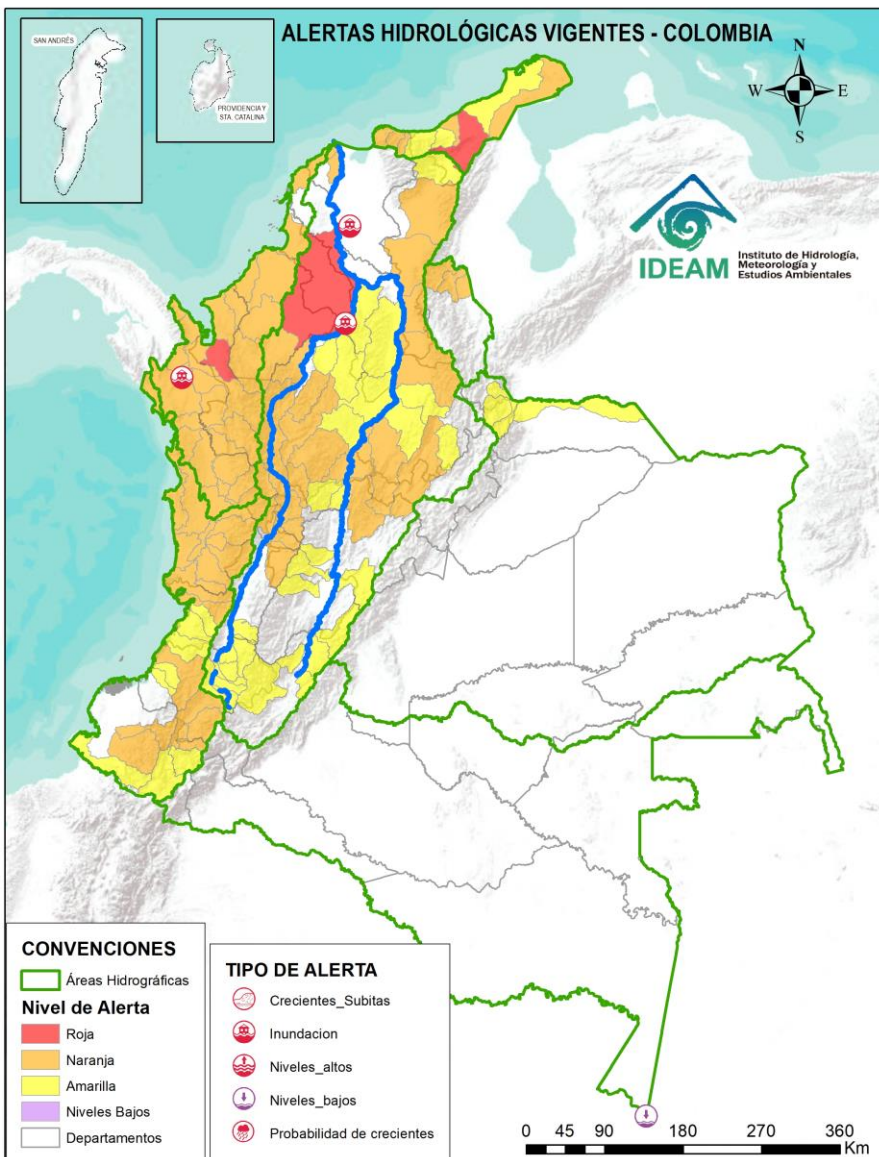 ALERTAS HIDROLÓGICAS VIGENTES - COLOMBIA
SAN ANDRÉS
PROVIDENCIA Y
STA. CATALINA
N
W E
S
IDEAM
Instituto de Hidrología,
Meteorología y
Estudios Ambientales
CONVENCIONES
Áreas Hidrográficas
Nivel de Alerta
Roja
Naranja
Amarilla
Niveles Bajos
Departamentos
TIPO DE ALERTA
Crecientes_Subitas
Inundacion
Niveles_altos
Niveles_bajos
Probabilidad de crecientes
0 45 90 180 270 360
Km